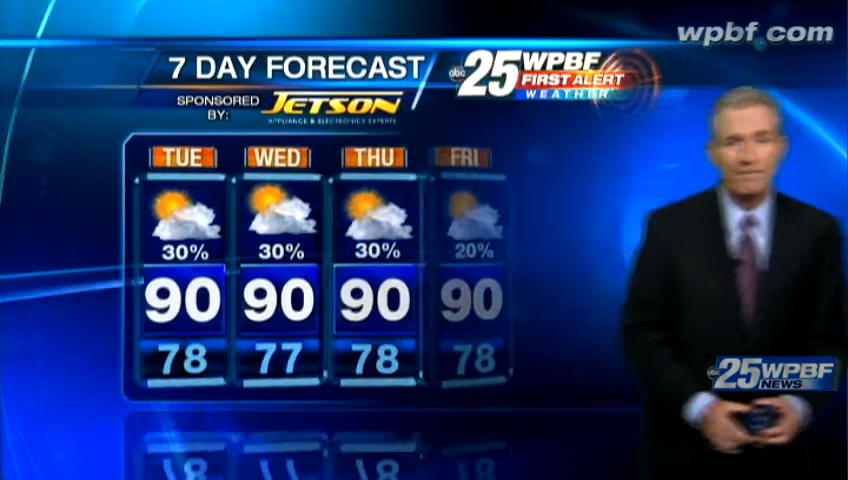 wpbf.com
7 DAY FORECAST
abc 25 WPBF
FIRST ALERT
WEATHER
SPONSORED BY: JETSON
APPLIANCE & ELECTRONICS EXPERTS
TUE WED THU FRI
30% 30% 30% 20%
90 90 90 90
78 77 78 78
abc 25 WPBF
NEWS